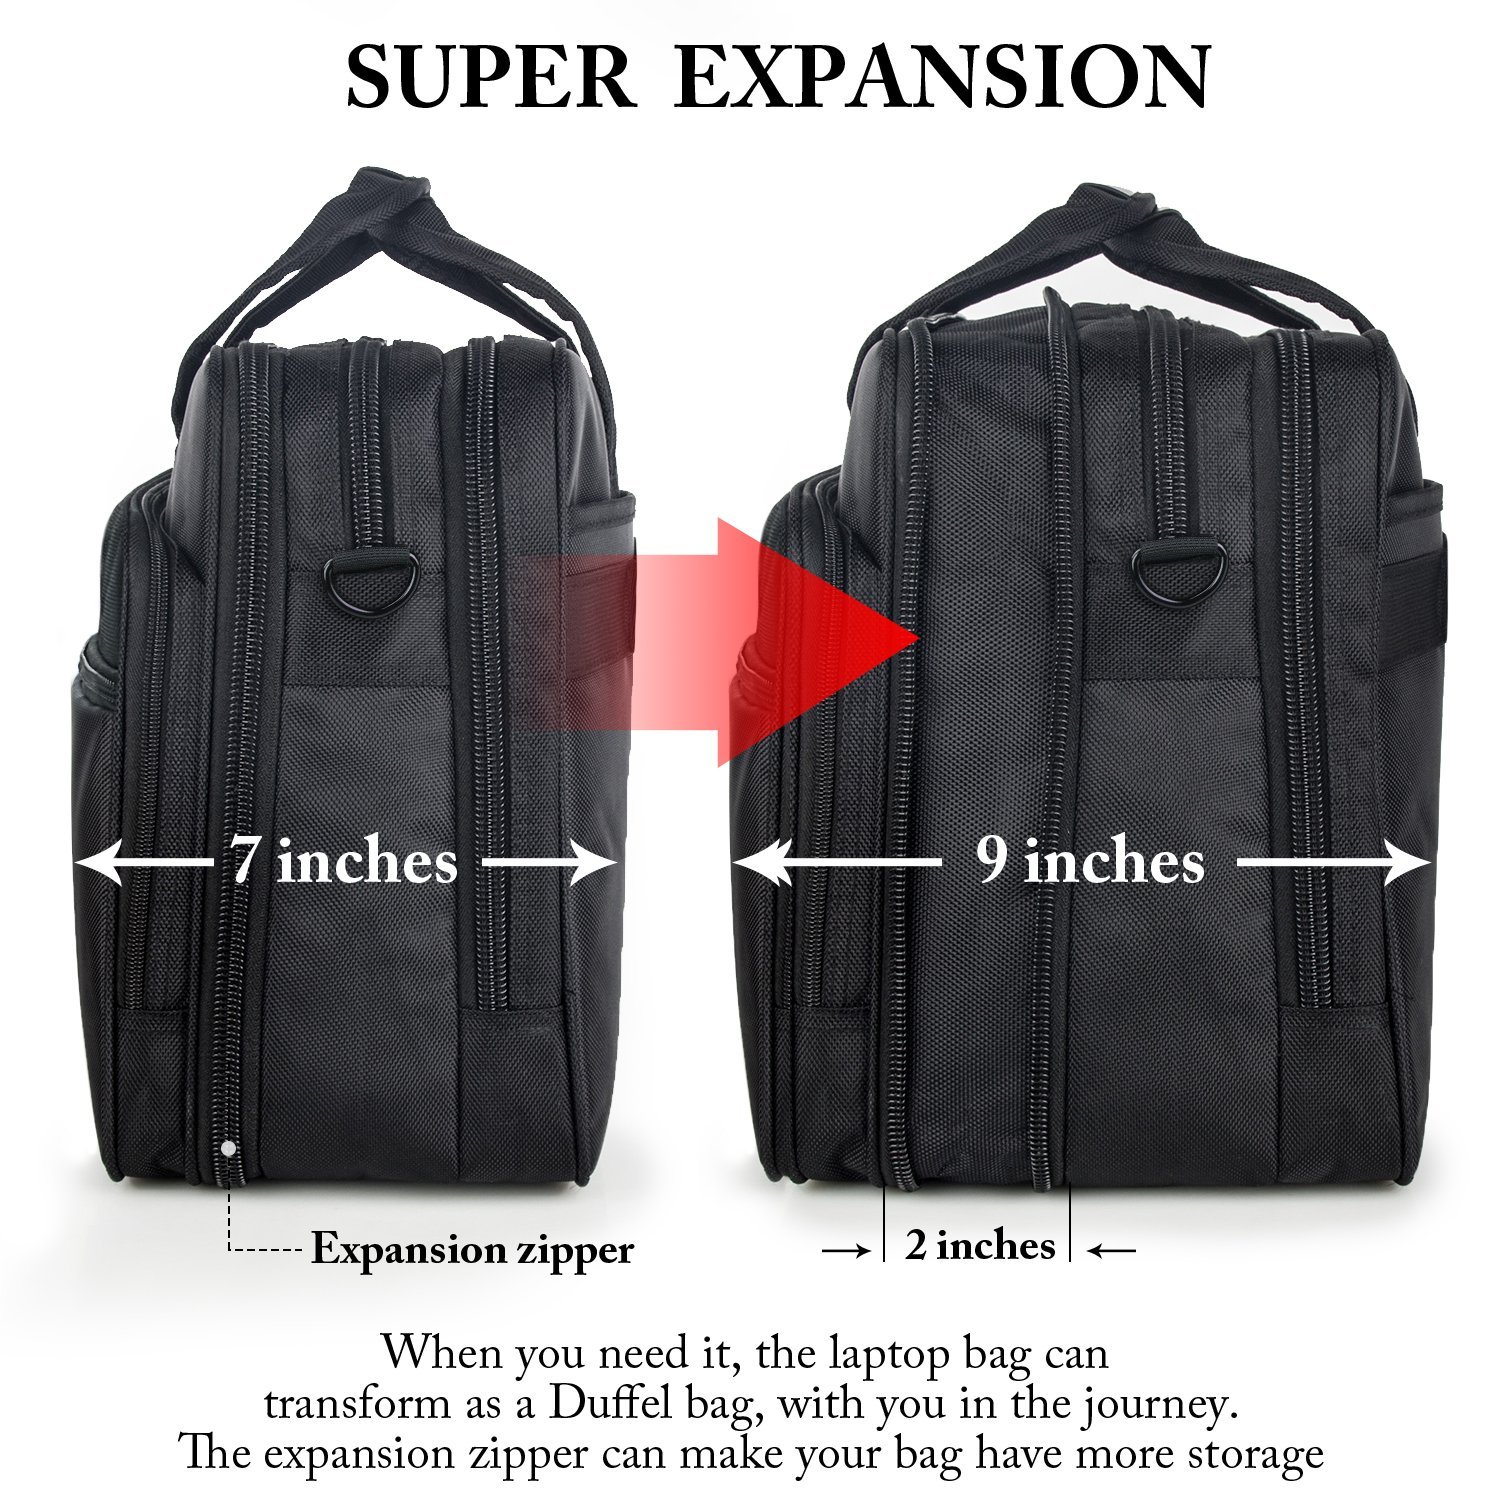 SUPER EXPANSION
7 inches
9 inches
Expansion zipper
2 inches
When you need it, the laptop bag can
transform as a Duffel bag, with you in the journey.
The expansion zipper can make your bag have more storage